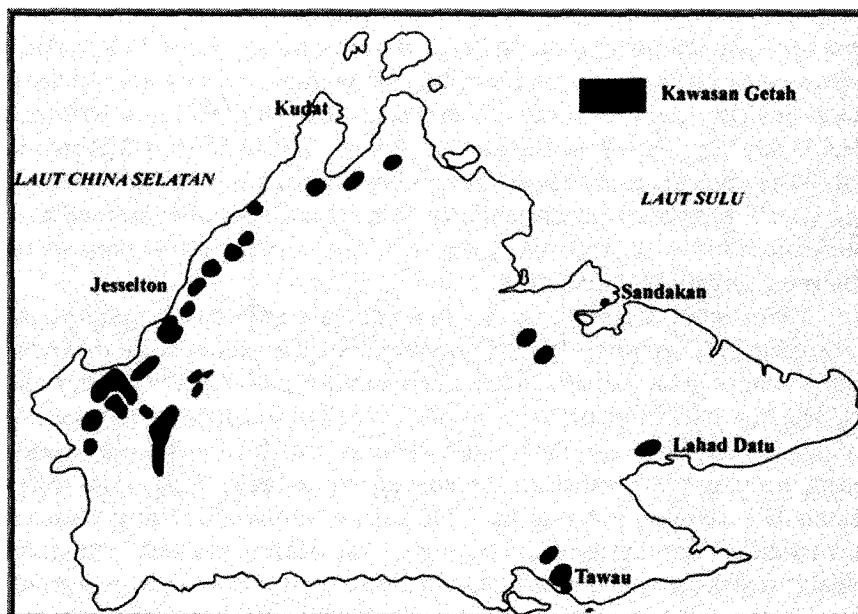 Kudat
Kawasan Getah
LAUT CHINA SELATAN
LAUT SULU
Jesselton
Sandakan
Lahad Datu
Tawau